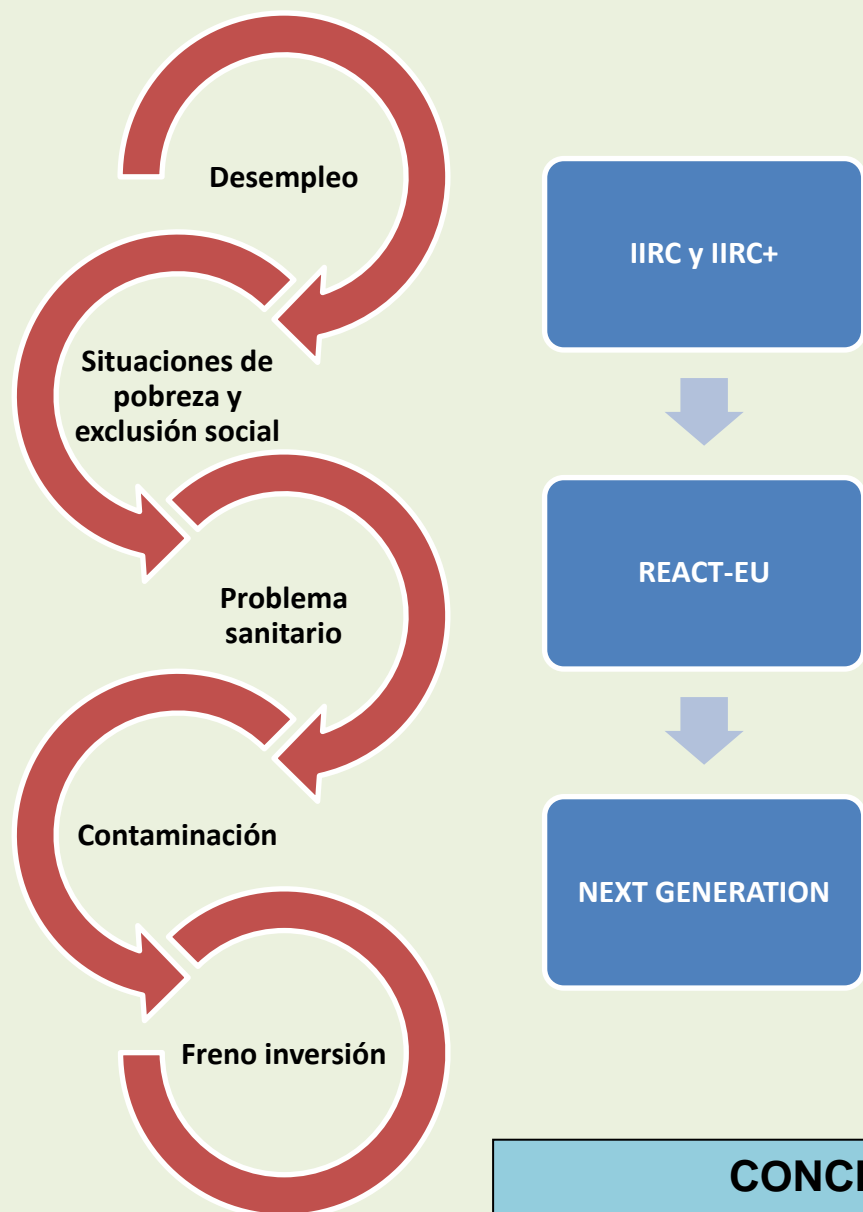 Desempleo
Situaciones de
pobreza y
exclusión social
Problema
sanitario
Contaminación
Freno inversión
IIRC y IIRC+
REACT-EU
NEXT GENERATION